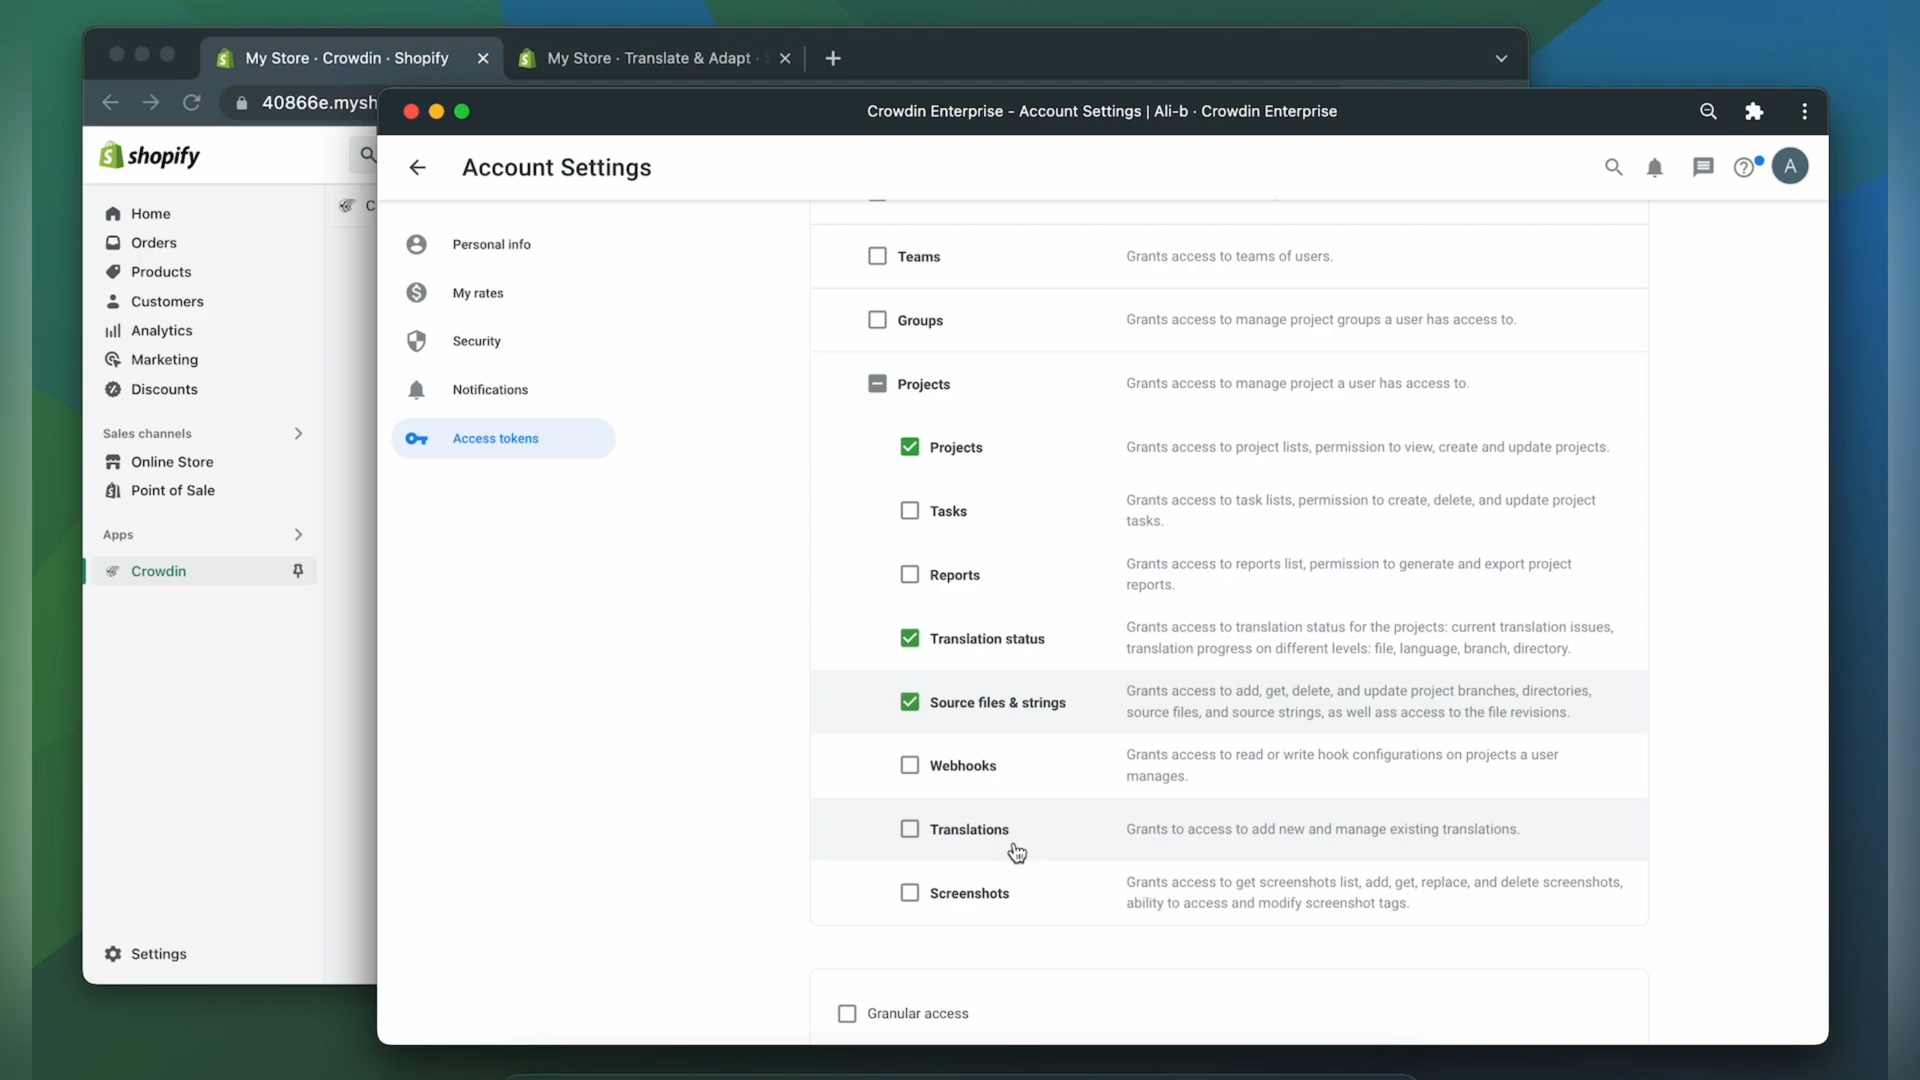 My Store · Crowdin · Shopify
My Store · Translate & Adapt ·
40866e.mysh
Crowdin Enterprise - Account Settings | Ali-b · Crowdin Enterprise
shopify
Account Settings
A
Home
Orders
Products
Customers
Analytics
Marketing
Discounts
Sales channels
Online Store
Point of Sale
Apps
Crowdin
Settings
C
Personal info
My rates
Security
Notifications
Access tokens
Teams
Grants access to teams of users.
Groups
Grants access to manage project groups a user has access to.
Projects
Grants access to manage project a user has access to.
Projects
Grants access to project lists, permission to view, create and update projects.
Tasks
Grants access to task lists, permission to create, delete, and update project
tasks.
Reports
Grants access to reports list, permission to generate and export project
reports.
Translation status
Grants access to translation status for the projects: current translation issues,
translation progress on different levels: file, language, branch, directory.
Source files & strings
Grants access to add, get, delete, and update project branches, directories,
source files, and source strings, as well ass access to the file revisions.
Webhooks
Grants access to read or write hook configurations on projects a user
manages.
Translations
Grants to access to add new and manage existing translations.
Screenshots
Grants access to get screenshots list, add, get, replace, and delete screenshots,
ability to access and modify screenshot tags.
Granular access